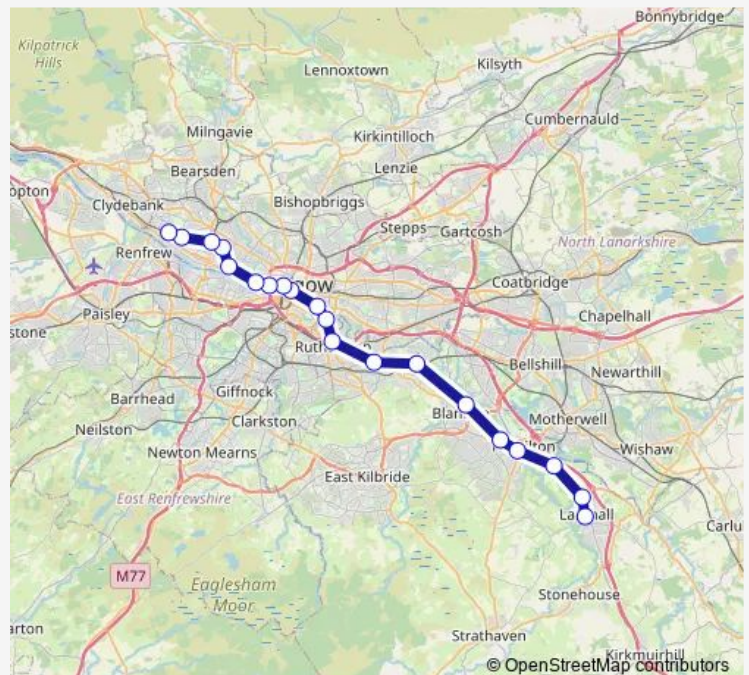 Bonnybridge
Kilpatrick
Hills
Lennoxtown
Kilsyth
Cumbernauld
Milngavie
Kirkintilloch
Bearsden
Lenzie
Clydebank
Bishopbriggs
Stepps
Gartcosh
North Lanarkshire
Renfrew
Coatbridge
Paisley
Chapelhall
Bellshill
Newarthill
Giffnock
Barrhead
Clarkston
Neilston
Motherwell
Wishaw
Newton Mearns
East Kilbride
East Renfrewshire
M77
Eaglesham
Moor
Stonehouse
Strathaven
Kirkmuirhill
© OpenStreetMap contributors